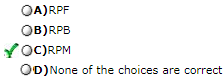 A)RPF
B)RPB
C)RPM
D)None of the choices are correct